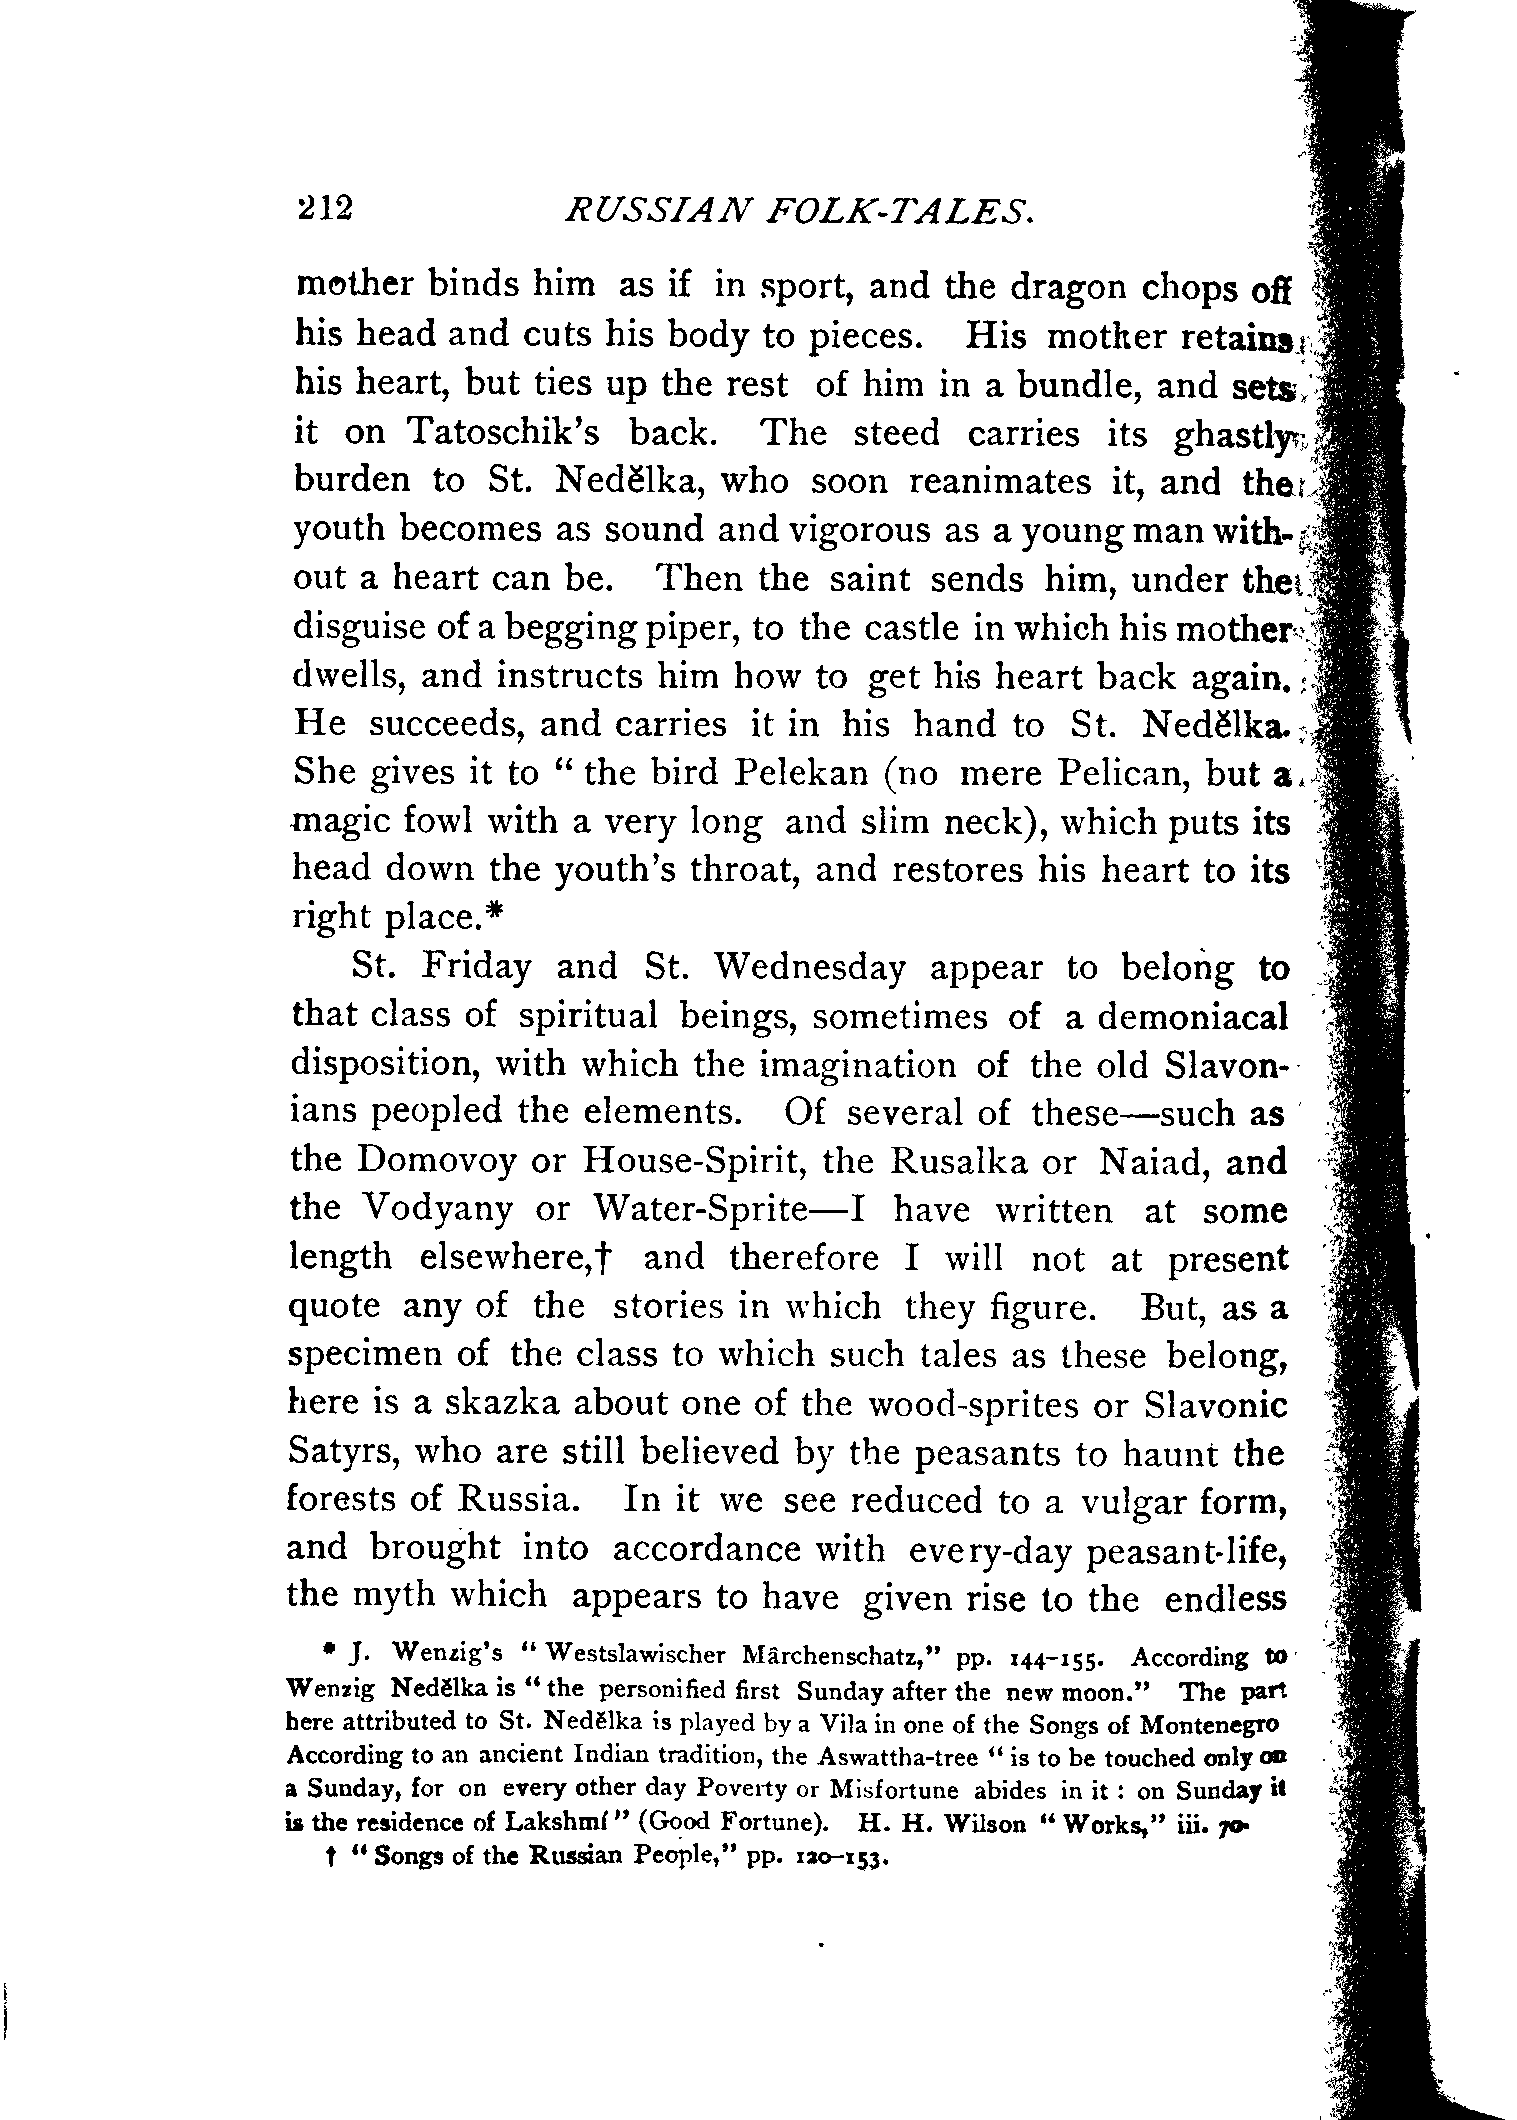 212 RUSSIAN FOLK-TALES.
mother binds him as if in sport, and the dragon chops off
his head and cuts his body to pieces. His mother retains
his heart, but ties up the rest of him in a bundle, and sets
it on Tatoschik's back. The steed carries its ghastly
burden to St. Nedĕlka, who soon reanimates it, and the
youth becomes as sound and vigorous as a young man with-
out a heart can be. Then the saint sends him, under the
disguise of a begging piper, to the castle in which his mother
dwells, and instructs him how to get his heart back again.
He succeeds, and carries it in his hand to St. Nedĕlka.
She gives it to “ the bird Pelekan (no mere Pelican, but a
magic fowl with a very long and slim neck), which puts its
head down the youth's throat, and restores his heart to its
right place.*
St. Friday and St. Wednesday appear to belong to
that class of spiritual beings, sometimes of a demoniacal
disposition, with which the imagination of the old Slavon-
ians peopled the elements. Of several of these—such as
the Domovoy or House-Spirit, the Rusalka or Naiad, and
the Vodyany or Water-Sprite—I have written at some
length elsewhere,† and therefore I will not at present
quote any of the stories in which they figure. But, as a
specimen of the class to which such tales as these belong,
here is a skazka about one of the wood-sprites or Slavonic
Satyrs, who are still believed by the peasants to haunt the
forests of Russia. In it we see reduced to a vulgar form,
and brought into accordance with every-day peasant-life,
the myth which appears to have given rise to the endless
* J. Wenzig's “ Westslawischer Märchenschatz,” pp. 144–155. According to
Wenzig Nedĕlka is “ the personified first Sunday after the new moon.” The part
here attributed to St. Nedĕlka is played by a Vila in one of the Songs of Montenegro
According to an ancient Indian tradition, the Aswattha-tree “ is to be touched only on
a Sunday, for on every other day Poverty or Misfortune abides in it : on Sunday it
is the residence of Lakshmí ” (Good Fortune). H. H. Wilson “ Works,” iii. 70.
† “ Songs of the Russian People,” pp. 120–153.